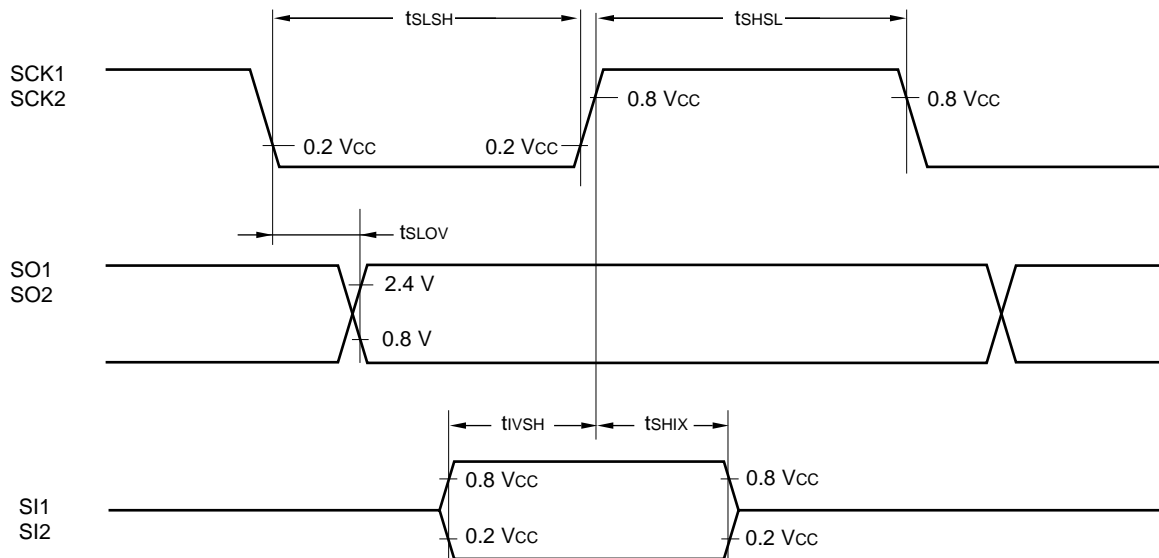 tSLSH
tSHSL
SCK1
SCK2
0.8 VCC
0.8 VCC
0.2 VCC
0.2 VCC
tSLOV
SO1
SO2
2.4 V
0.8 V
tIVSH
tSHIX
0.8 VCC
0.8 VCC
SI1
SI2
0.2 VCC
0.2 VCC